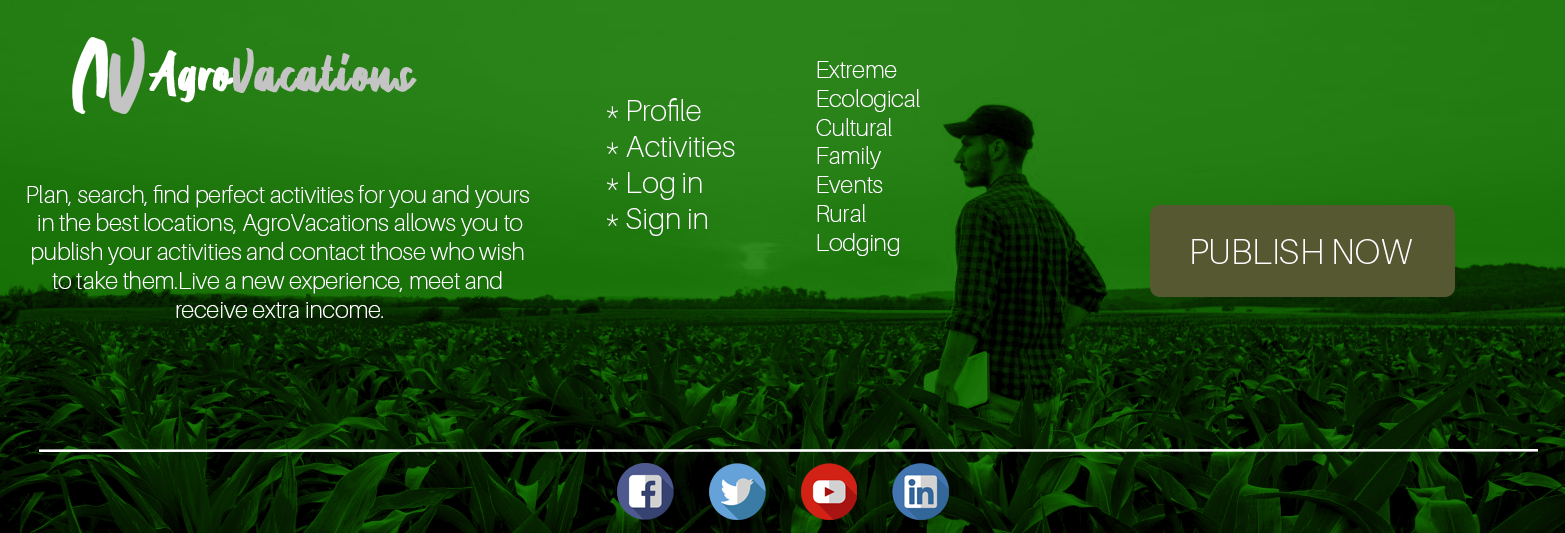 AgroVacations
Plan, search, find perfect activities for you and yours
in the best locations, AgroVacations allows you to
publish your activities and contact those who wish
to take them.Live a new experience, meet and
receive extra income.
* Profile
* Activities
* Log in
* Sign in
Extreme
Ecological
Cultural
Family
Events
Rural
Lodging
PUBLISH NOW